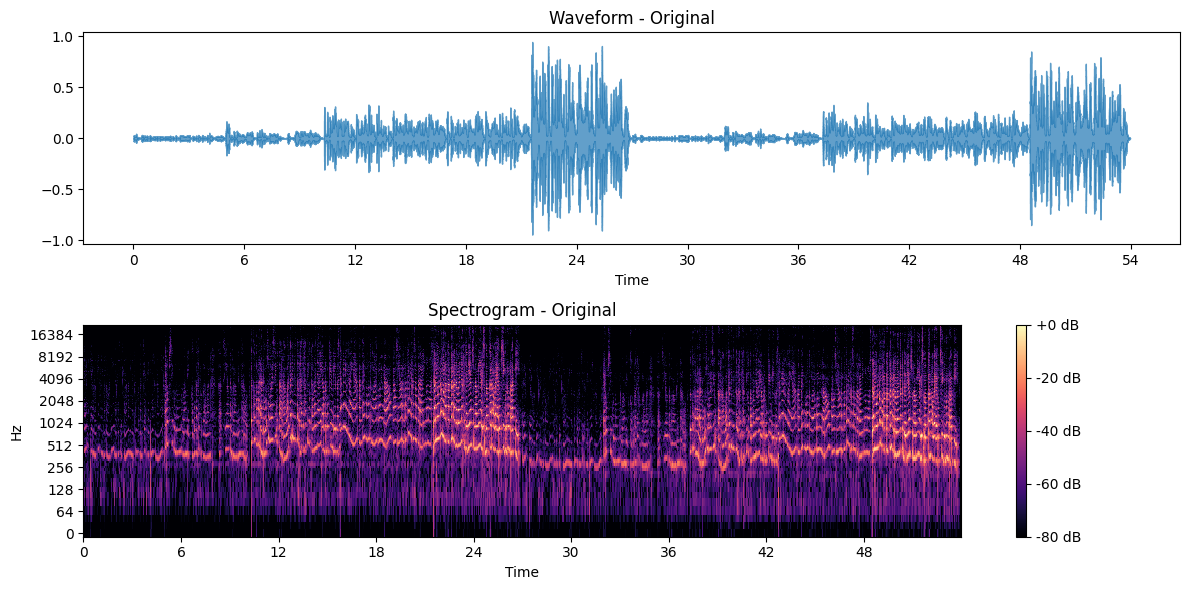 Waveform - Original
1.0
0.5
0.0
−0.5
−1.0
0 6 12 18 24 30 36 42 48 54
Time
Spectrogram - Original
Hz
16384
8192
4096
2048
1024
512
256
128
64
0
0 6 12 18 24 30 36 42 48
Time
+0 dB
-20 dB
-40 dB
-60 dB
-80 dB